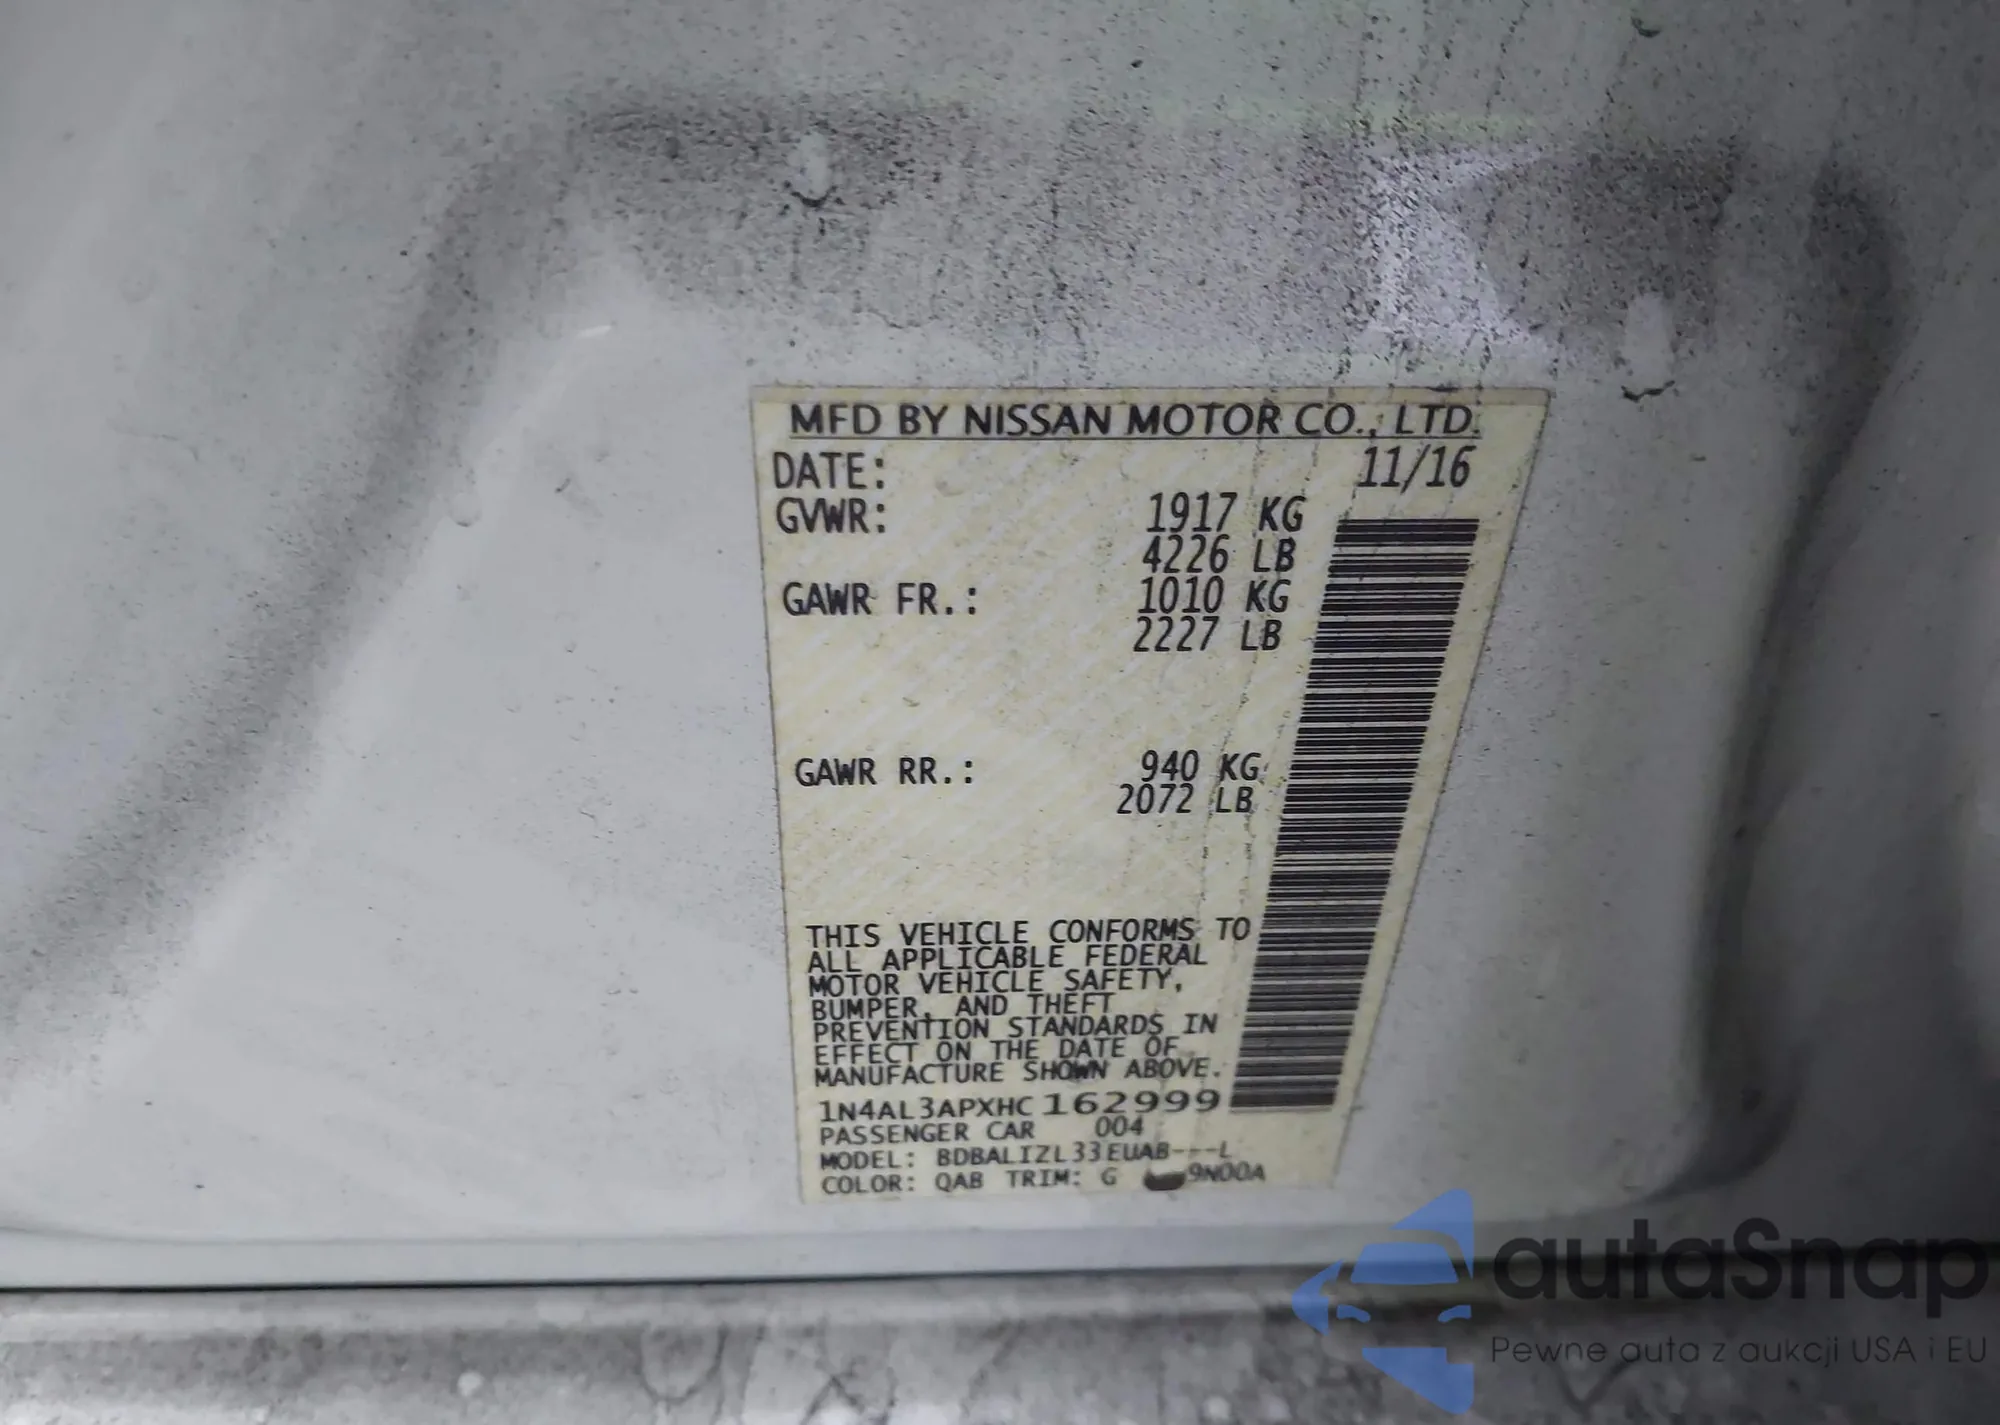 MFD BY NISSAN MOTOR CO., LTD.
DATE: 11/16
GVWR: 1917 KG
4226 LB
GAWR FR.: 1010 KG
2227 LB
GAWR RR.: 940 KG
2072 LB
THIS VEHICLE CONFORMS TO
ALL APPLICABLE FEDERAL
MOTOR VEHICLE SAFETY,
BUMPER, AND THEFT
PREVENTION STANDARDS IN
EFFECT ON THE DATE OF
MANUFACTURE SHOWN ABOVE.
1N4AL3APXHC162999
PASSENGER CAR 004
MODEL: BDBALIZL33EUAB---L
COLOR: QAB TRIM: G 9N00A
autaSnap
Pewne auta z aukcji USA i EU